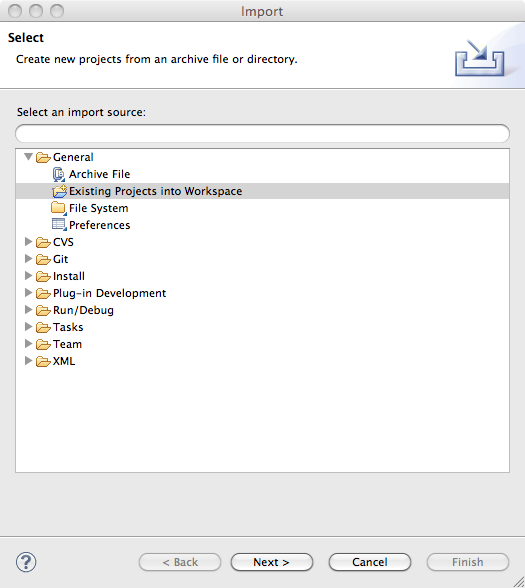 Import
Select
Create new projects from an archive file or directory.
Select an import source:
General
Archive File
Existing Projects into Workspace
File System
Preferences
CVS
Git
Install
Plug-in Development
Run/Debug
Tasks
Team
XML
?
< Back
Next >
Cancel
Finish